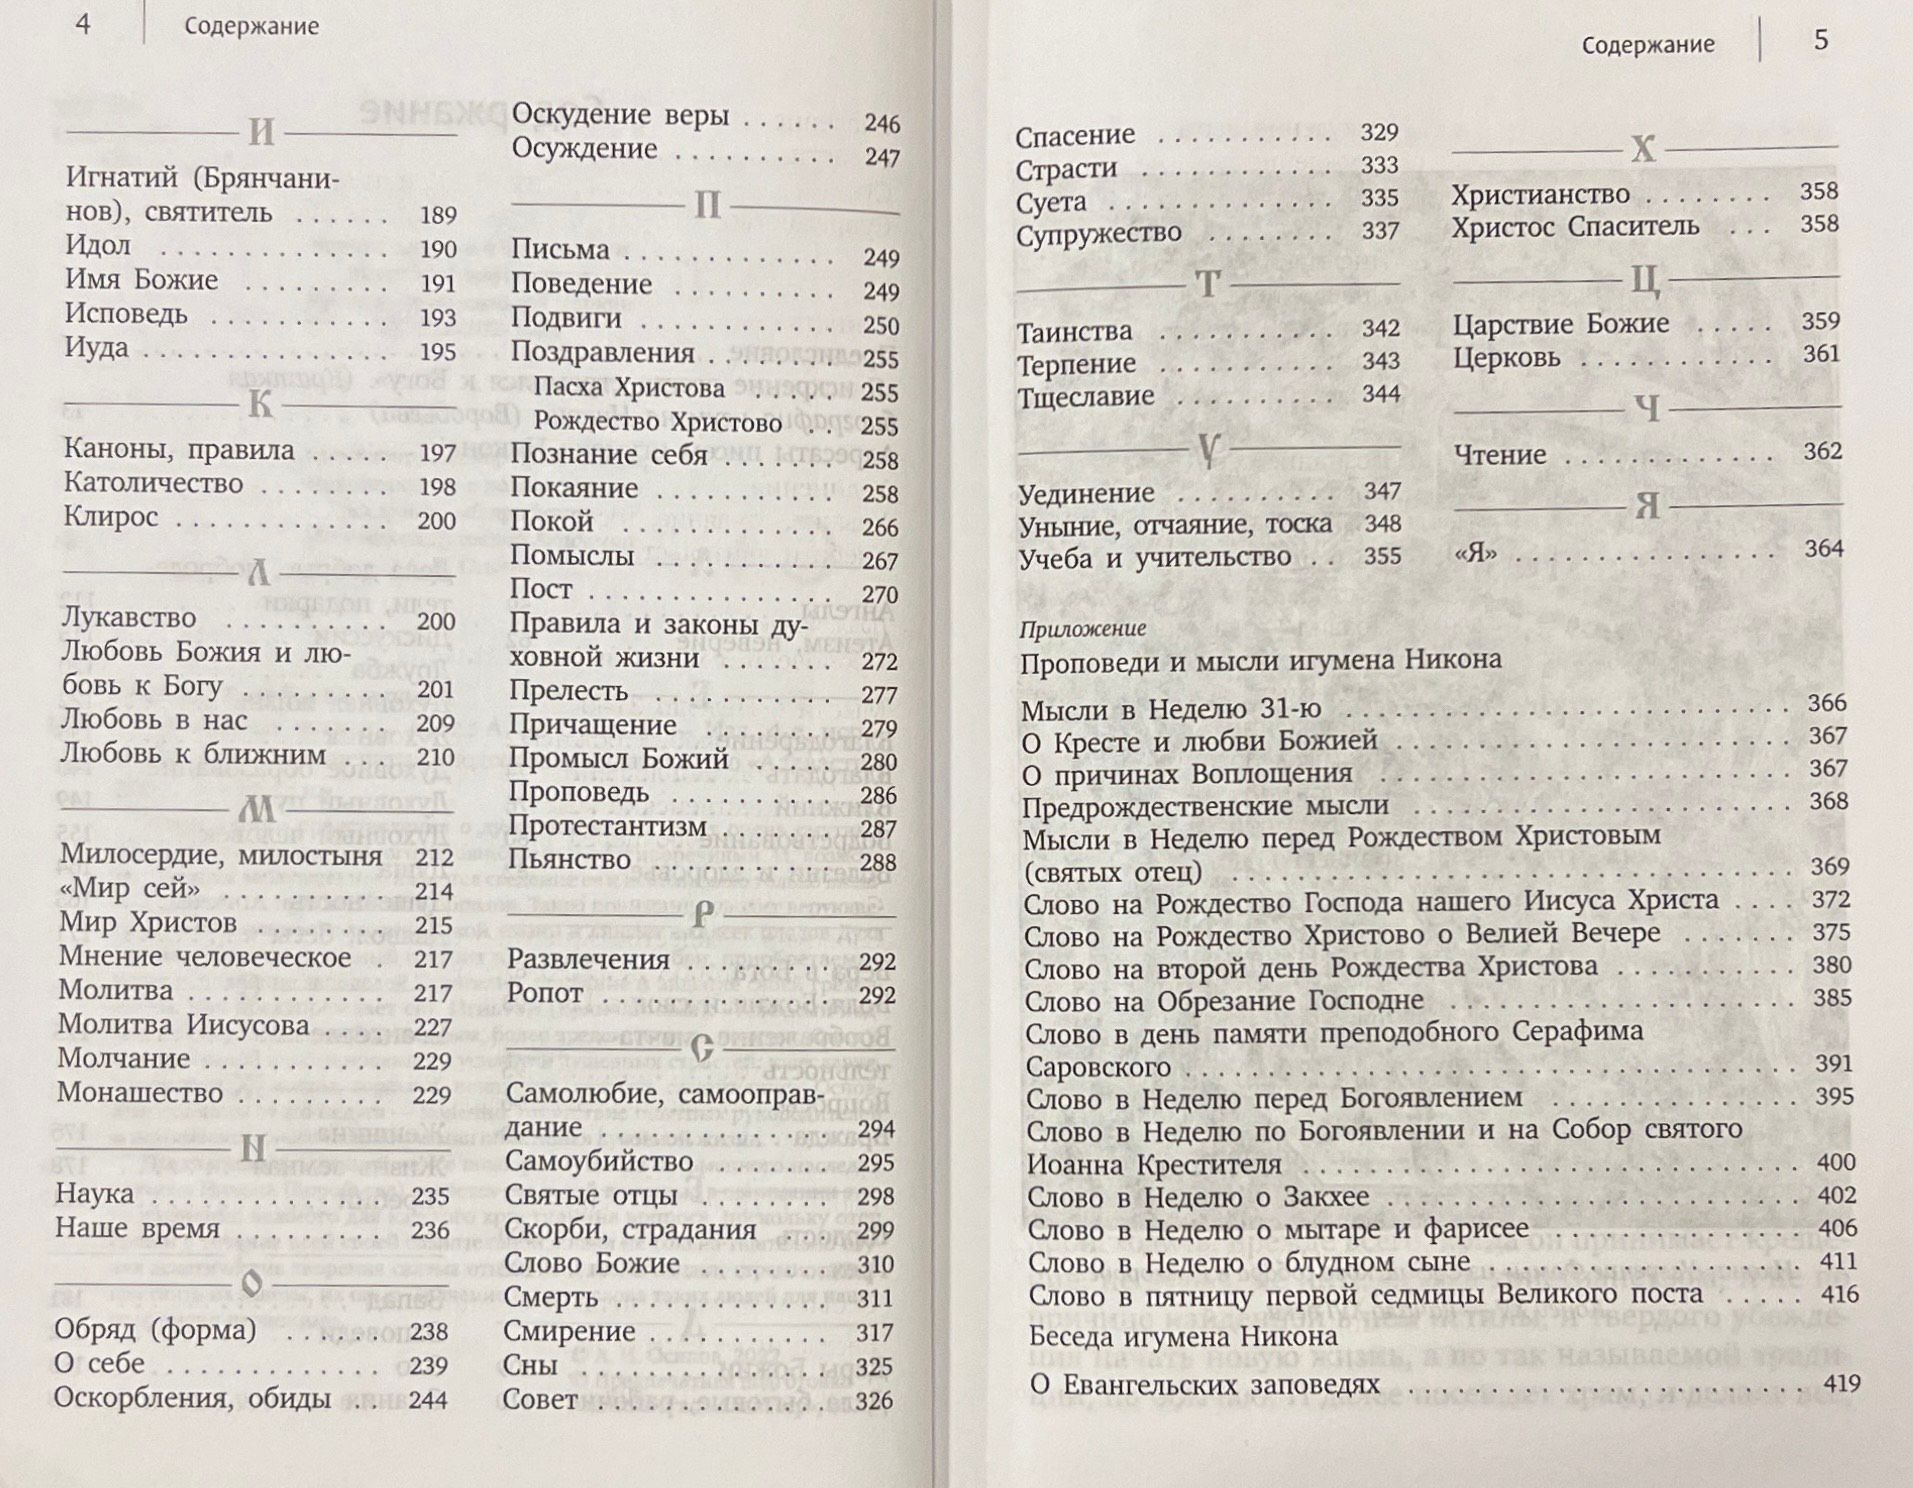 4 | Содержание
И
Игнатий (Брянчани-
нов), святитель . . . . . . 189
Идол . . . . . . . . . . . . 190
Имя Божие . . . . . . . . . 191
Исповедь . . . . . . . . . . 193
Иуда . . . . . . . . . . . . . 195
К
Каноны, правила . . . . . 197
Католичество . . . . . . . 198
Клирос . . . . . . . . . . . . 200
Л
Лукавство . . . . . . . . . 200
Любовь Божия и лю-
бовь к Богу . . . . . . . . 201
Любовь в нас . . . . . . 209
Любовь к ближним . . . 210
М
Милосердие, милостыня 212
«Мир сей» . . . . . . . . . 214
Мир Христов . . . . . . . 215
Мнение человеческое . 217
Молитва . . . . . . . . . . . 217
Молитва Иисусова . . . . 227
Молчание . . . . . . . . . . 229
Монашество . . . . . . . . 229
Н
Наука . . . . . . . . . . . . 235
Наше время . . . . . . . . . 236
О
Обряд (форма) . . . . . . 238
О себе . . . . . . . . . . . . 239
Оскорбления, обиды . . 244
Оскудение веры . . . . . . 246
Осуждение . . . . . . . . . . 247
П
Письма . . . . . . . . . . . . . 249
Поведение . . . . . . . . . . 249
Подвиги . . . . . . . . . . . . 250
Поздравления . . . . . . . . 255
Пасха Христова . . . . . 255
Рождество Христово . . 255
Познание себя . . . . . . . 258
Покаяние . . . . . . . . . . . 258
Покой . . . . . . . . . . . . 266
Помыслы . . . . . . . . . . . 267
Пост . . . . . . . . . . . . . . 270
Правила и законы ду-
ховной жизни . . . . . . . 272
Прелесть . . . . . . . . . . . 277
Причащение . . . . . . . . 279
Промысл Божий . . . . . 280
Проповедь . . . . . . . . . . 286
Протестантизм . . . . . . . 287
Пьянство . . . . . . . . . . . 288
Р
Развлечения . . . . . . . . . 292
Ропот . . . . . . . . . . . . . 292
С
Самолюбие, самооправ-
дание . . . . . . . . . . . . . 294
Самоубийство . . . . . . . 295
Святые отцы . . . . . . . . 298
Скорби, страдания . . . 299
Слово Божие . . . . . . . . 310
Смерть . . . . . . . . . . . . 311
Смирение . . . . . . . . . . 317
Сны . . . . . . . . . . . . . . 325
Совет . . . . . . . . . . . . . 326
Содержание | 5
Спасение . . . . . . . . . . . 329
Страсти . . . . . . . . . . . . 333
Суета . . . . . . . . . . . . . . 335
Супружество . . . . . . . . 337
Т
Таинства . . . . . . . . . . . 342
Терпение . . . . . . . . . . . 343
Тщеславие . . . . . . . . . . 344
У
Уединение . . . . . . . . . . 347
Уныние, отчаяние, тоска 348
Учеба и учительство . . 355
Х
Христианство . . . . . . . . 358
Христос Спаситель . . . 358
Ц
Царствие Божие . . . . . 359
Церковь . . . . . . . . . . . . 361
Ч
Чтение . . . . . . . . . . . . . 362
Я
«Я» . . . . . . . . . . . . . . . . 364
Приложение
Проповеди и мысли игумена Никона
Мысли в Неделю 31-ю . . . . . . . . . . . . . . . . . . . . . . . . . . . 366
О Кресте и любви Божией . . . . . . . . . . . . . . . . . . . . . . . . 367
О причинах Воплощения . . . . . . . . . . . . . . . . . . . . . . . . . 367
Предрождественские мысли . . . . . . . . . . . . . . . . . . . . . . . 368
Мысли в Неделю перед Рождеством Христовым
(святых отец) . . . . . . . . . . . . . . . . . . . . . . . . . . . . . . . . . . 369
Слово на Рождество Господа нашего Иисуса Христа . . . . 372
Слово на Рождество Христово о Велией Вечере . . . . . . . 375
Слово на второй день Рождества Христова . . . . . . . . . . . 380
Слово на Обрезание Господне . . . . . . . . . . . . . . . . . . . . . 385
Слово в день памяти преподобного Серафима
Саровского . . . . . . . . . . . . . . . . . . . . . . . . . . . . . . . . . . . . . 391
Слово в Неделю перед Богоявлением . . . . . . . . . . . . . . . . 395
Слово в Неделю по Богоявлении и на Собор святого
Иоанна Крестителя . . . . . . . . . . . . . . . . . . . . . . . . . . . . . . 400
Слово в Неделю о Закхее . . . . . . . . . . . . . . . . . . . . . . . . . 402
Слово в Неделю о мытаре и фарисее . . . . . . . . . . . . . . . . 406
Слово в Неделю о блудном сыне . . . . . . . . . . . . . . . . . . . 411
Слово в пятницу первой седмицы Великого поста . . . . . 416
Беседа игумена Никона
О Евангельских заповедях . . . . . . . . . . . . . . . . . . . . . . . . 419